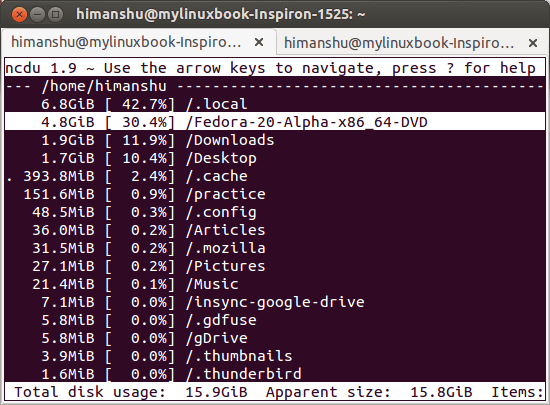 himanshu@mylinuxbook-Inspiron-1525: ~
himanshu@mylinuxbook-Inspiro... × himanshu@mylinuxbook-Inspiro... ×
ncdu 1.9 ~ Use the arrow keys to navigate, press ? for help
--- /home/himanshu -----------------------------------------
    6.8GiB [ 42.7%] /.local
    4.8GiB [ 30.4%] /Fedora-20-Alpha-x86_64-DVD
    1.9GiB [ 11.9%] /Downloads
    1.7GiB [ 10.4%] /Desktop
. 393.8MiB [  2.4%] /.cache
  151.6MiB [  0.9%] /practice
   48.5MiB [  0.3%] /.config
   36.0MiB [  0.2%] /Articles
   31.5MiB [  0.2%] /.mozilla
   27.1MiB [  0.2%] /Pictures
   21.4MiB [  0.1%] /Music
    7.1MiB [  0.0%] /insync-google-drive
    5.8MiB [  0.0%] /.gdfuse
    5.8MiB [  0.0%] /gDrive
    3.9MiB [  0.0%] /.thumbnails
    1.6MiB [  0.0%] /.thunderbird
Total disk usage:  15.9GiB  Apparent size:  15.8GiB  Items: